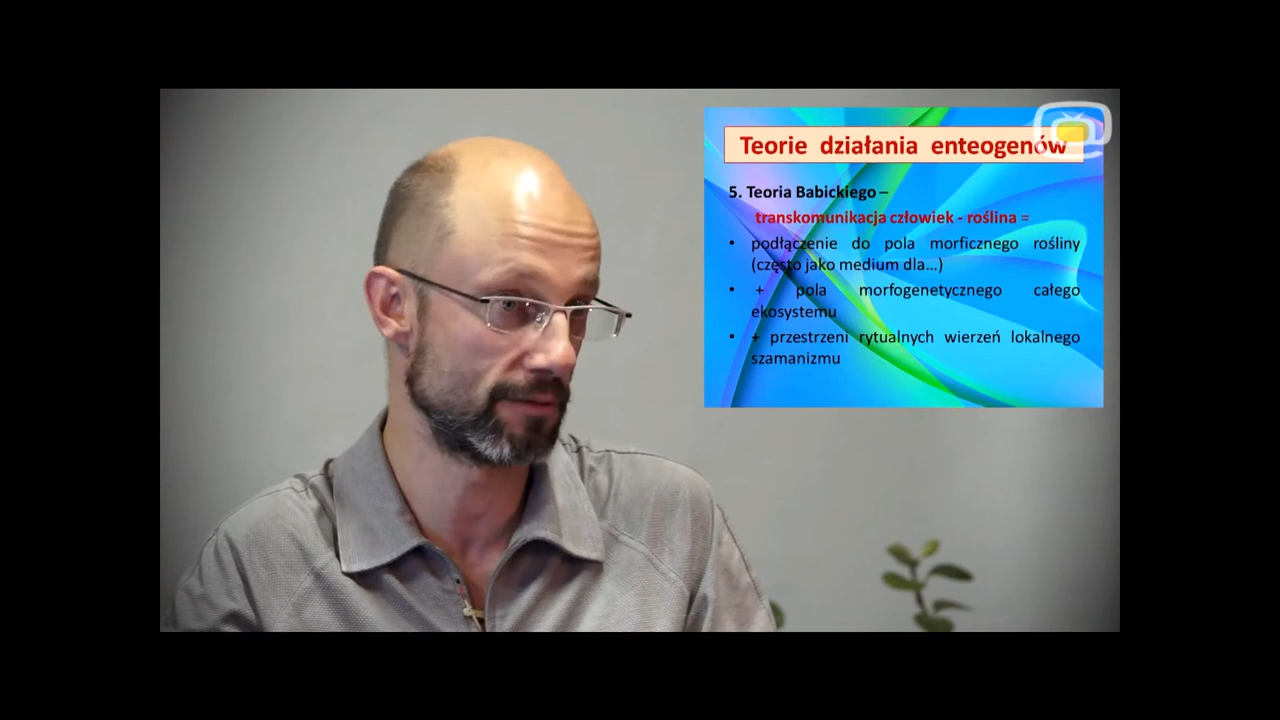 Teorie działania enteogenów
5. Teoria Babickiego –
transkomunikacja człowiek - roślina =
• podłączenie do pola morficznego rośliny
(często jako medium dla...)
• + pola morfogenetycznego całego
ekosystemu
• + przestrzeni rytualnych wierzeń lokalnego
szamanizmu